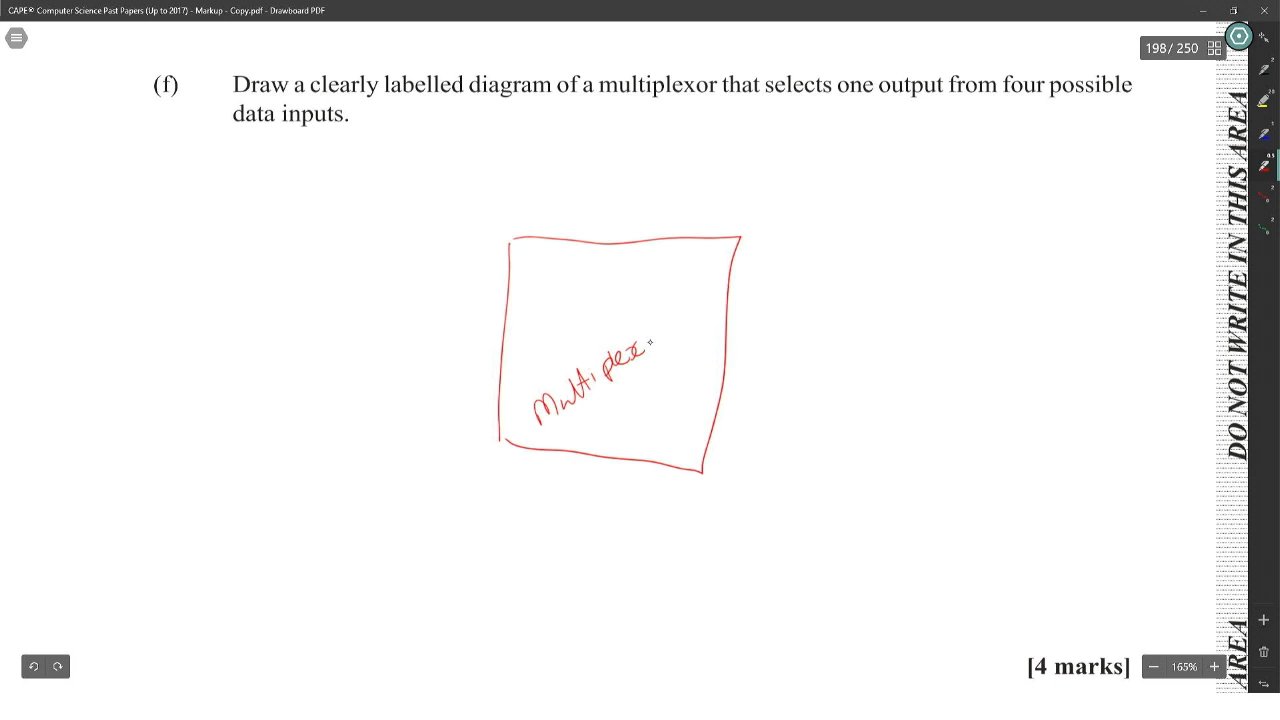 CAPE® Computer Science Past Papers (Up to 2017) - Markup - Copy.pdf - Drawboard PDF
198 / 250
(f) Draw a clearly labelled diagram of a multiplexor that selects one output from four possible
data inputs.
DO NOT WRITE IN THIS AREA
Multiplex
AREA
[4 marks]
165%